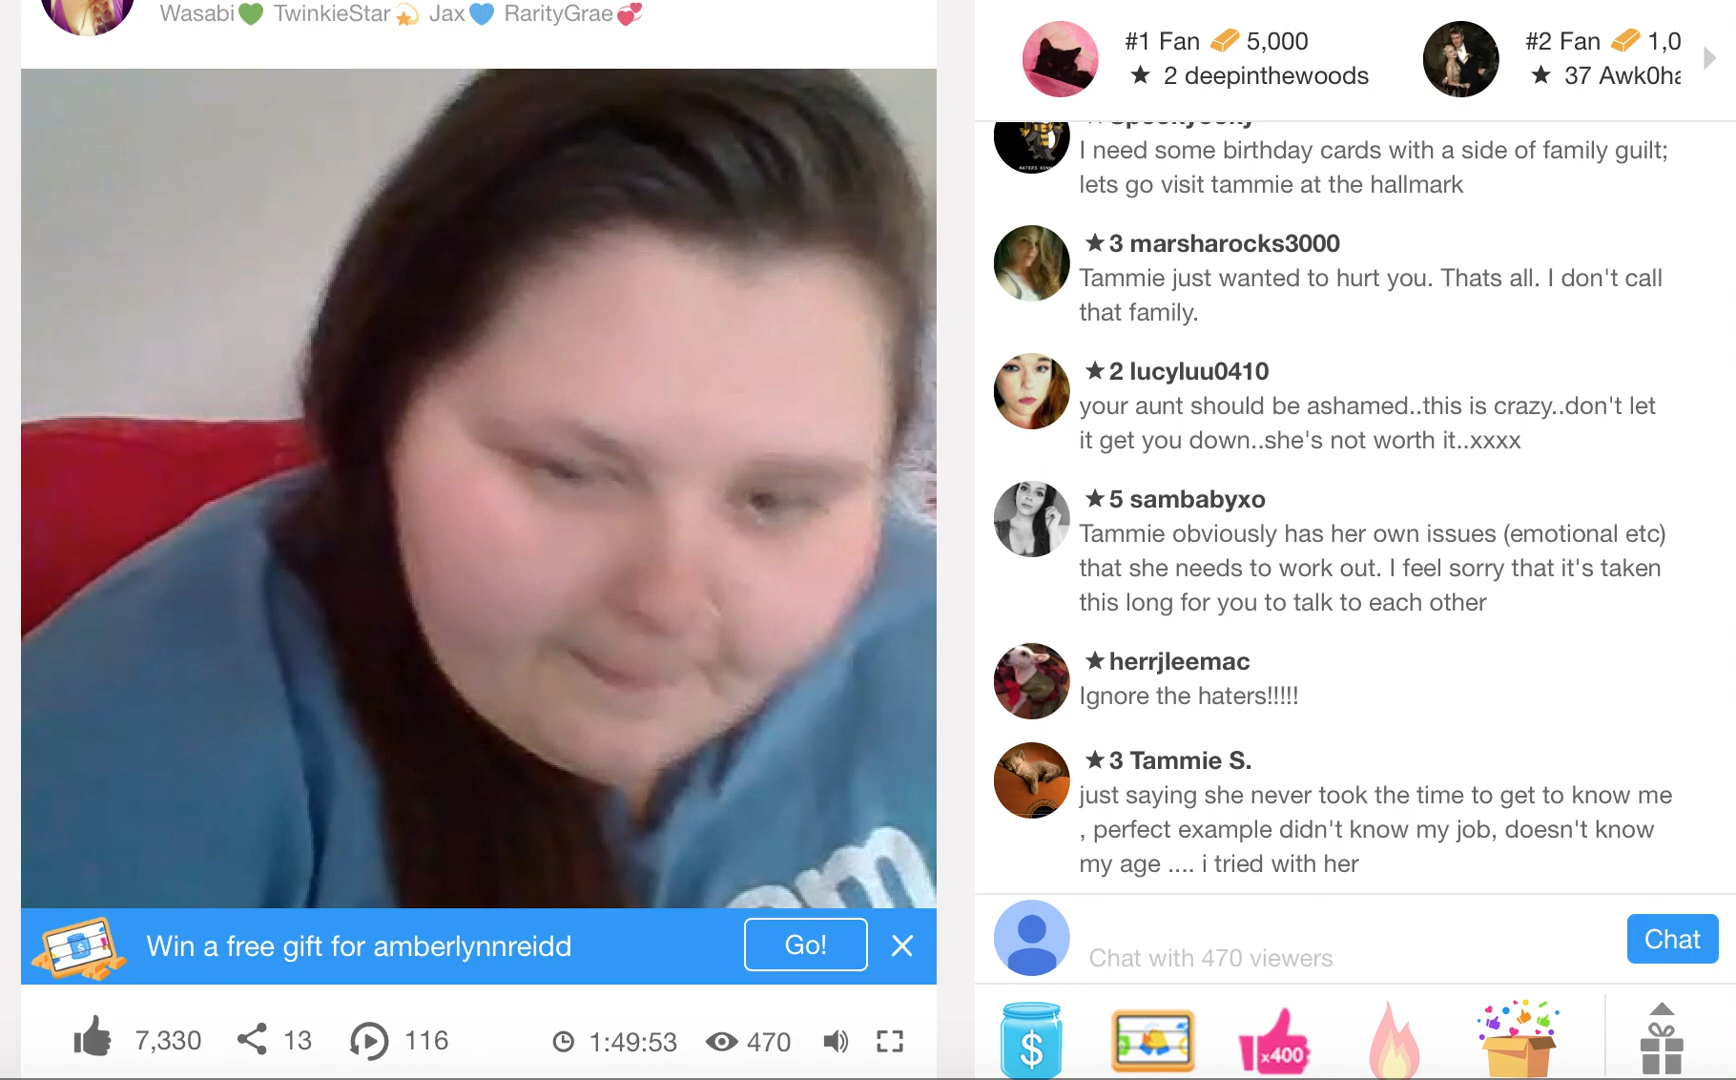 Wasabi💚 TwinkieStar💫 Jax💙 RarityGrae💞
Win a free gift for amberlynnreidd
Go!
7,330
13
116
1:49:53
470
#1 Fan 5,000
★ 2 deepinthewoods
#2 Fan 1,0
★ 37 Awk0ha
I need some birthday cards with a side of family guilt;
lets go visit tammie at the hallmark
★3 marsharocks3000
Tammie just wanted to hurt you. Thats all. I don't call
that family.
★2 lucyluu0410
your aunt should be ashamed..this is crazy..don't let
it get you down..she's not worth it..xxxx
★5 sambabyxo
Tammie obviously has her own issues (emotional etc)
that she needs to work out. I feel sorry that it's taken
this long for you to talk to each other
★herrjleemac
Ignore the haters!!!!!
★3 Tammie S.
just saying she never took the time to get to know me
, perfect example didn't know my job, doesn't know
my age .... i tried with her
Chat with 470 viewers
Chat
$
x400